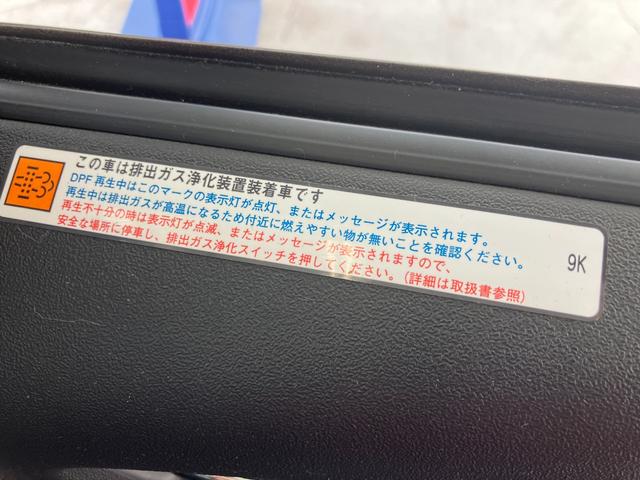 この車は排出ガス浄化装置装着車です
DPF再生中はこのマークの表示灯が点灯、またはメッセージが表示されます。
再生中は排出ガスが高温になるため付近に燃えやすい物が無いことを確認ください。
再生不十分の時は表示灯が点滅、またはメッセージが表示されますので、
安全な場所に停車し、排出ガス浄化スイッチを押してください。(詳細は取扱書参照)
9K